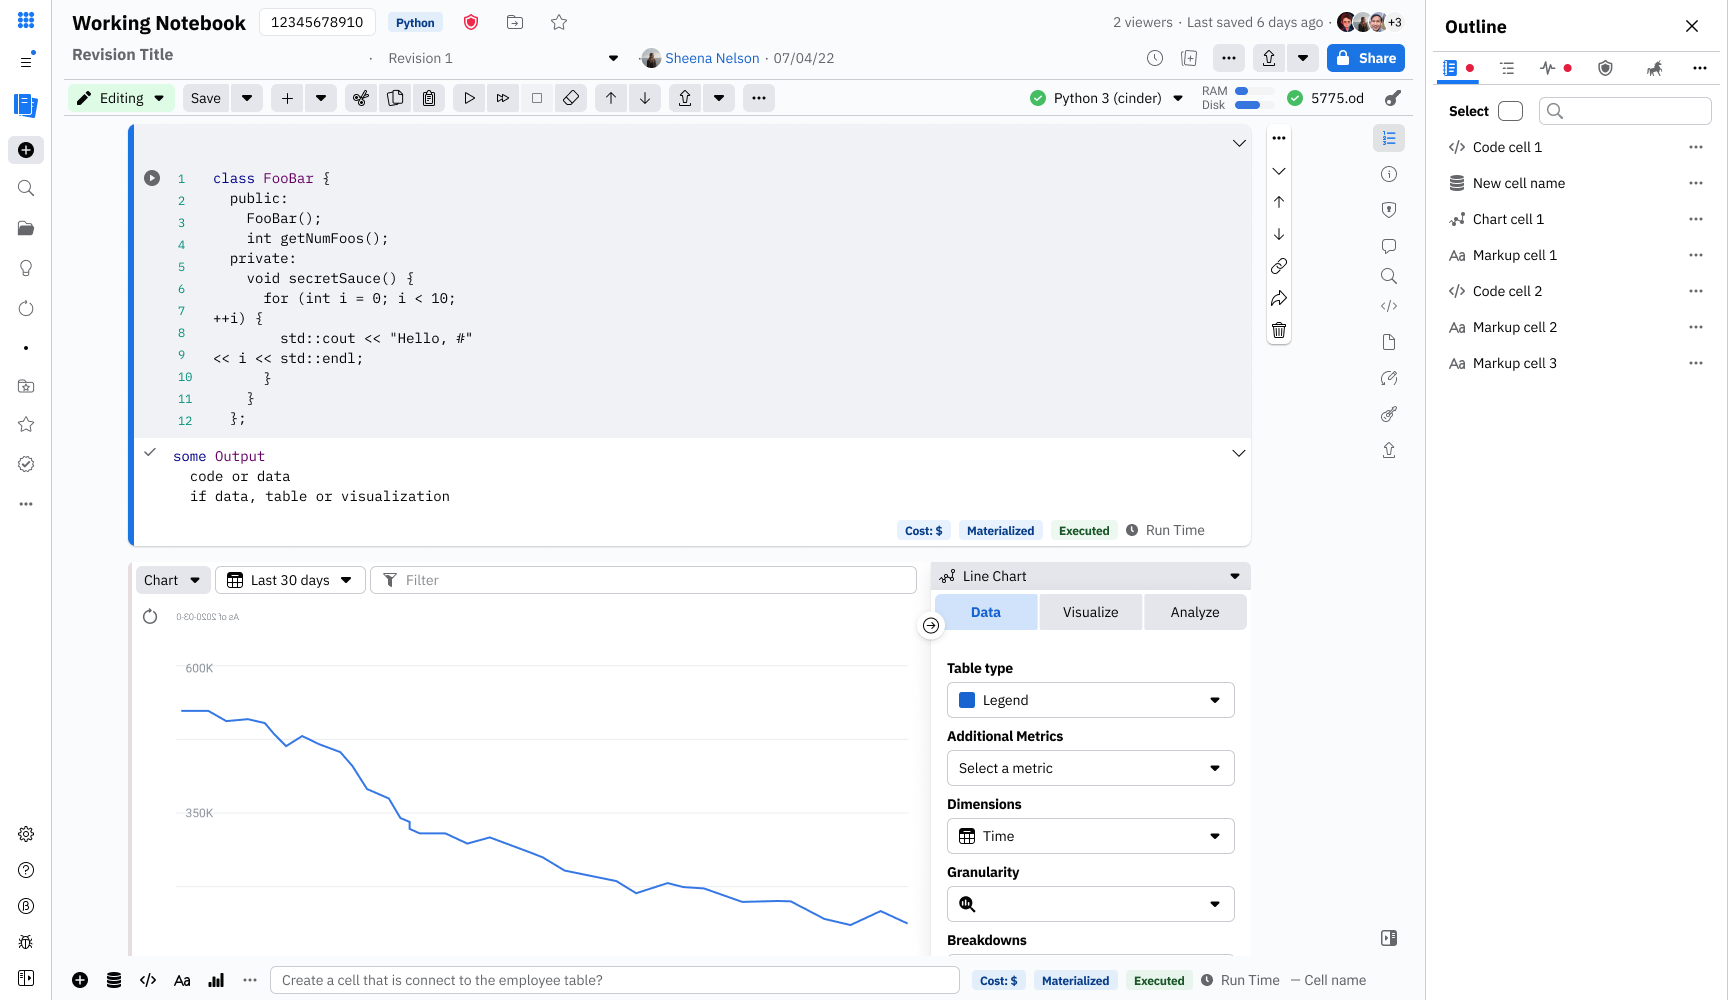 Working Notebook 12345678910 Python
2 viewers · Last saved 6 days ago · +3
Revision Title · Revision 1 Sheena Nelson · 07/04/22
Share
Editing Save
Python 3 (cinder) RAM Disk 5775.od
1 class FooBar {
2 public:
3 FooBar();
4 int getNumFoos();
5 private:
6 void secretSauce() {
7 for (int i = 0; i < 10;
8 ++i) {
9 std::cout << "Hello, #"
10 << i << std::endl;
11 }
12 }
};
some Output
code or data
if data, table or visualization
Cost: $ Materialized Executed Run Time
Chart Last 30 days Filter
As of 2020-03-0
600K
350K
Line Chart
Data Visualize Analyze
Table type
Legend
Additional Metrics
Select a metric
Dimensions
Time
Granularity
Breakdowns
Aa Create a cell that is connect to the employee table?
Cost: $ Materialized Executed Run Time — Cell name
Outline
Select
Code cell 1
New cell name
Chart cell 1
Aa Markup cell 1
Code cell 2
Aa Markup cell 2
Aa Markup cell 3